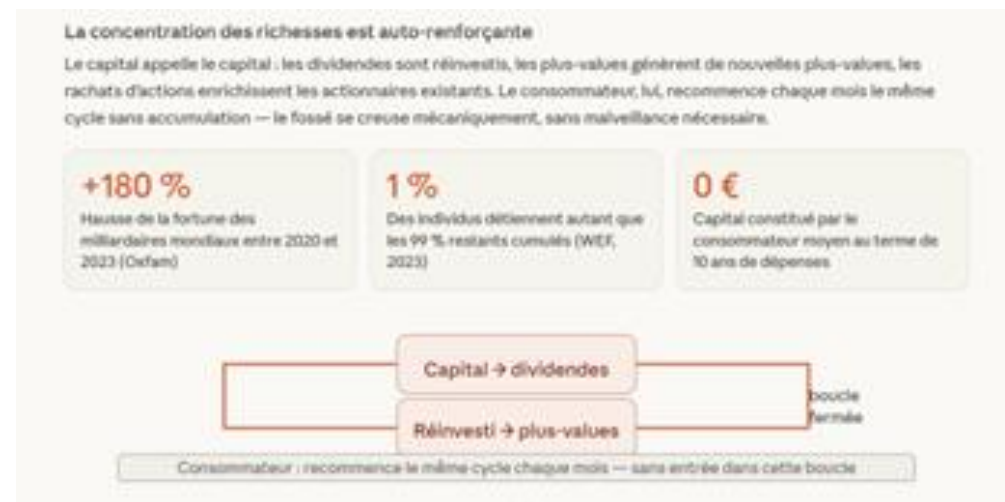 La concentration des richesses est auto-renforçante
Le capital appelle le capital : les dividendes sont réinvestis, les plus-values génèrent de nouvelles plus-values, les
rachats d'actions enrichissent les actionnaires existants. Le consommateur, lui, recommence chaque mois le même
cycle sans accumulation — le fossé se creuse mécaniquement, sans malveillance nécessaire.
+180 %
Hausse de la fortune des
milliardaires mondiaux entre 2020 et
2023 (Oxfam)
1 %
Des individus détiennent autant que
les 99 % restants cumulés (WEF,
2023)
0 €
Capital constitué par le
consommateur moyen au terme de
10 ans de dépenses
Capital → dividendes
boucle
fermée
Réinvesti → plus-values
Consommateur : recommence le même cycle chaque mois — sans entrée dans cette boucle